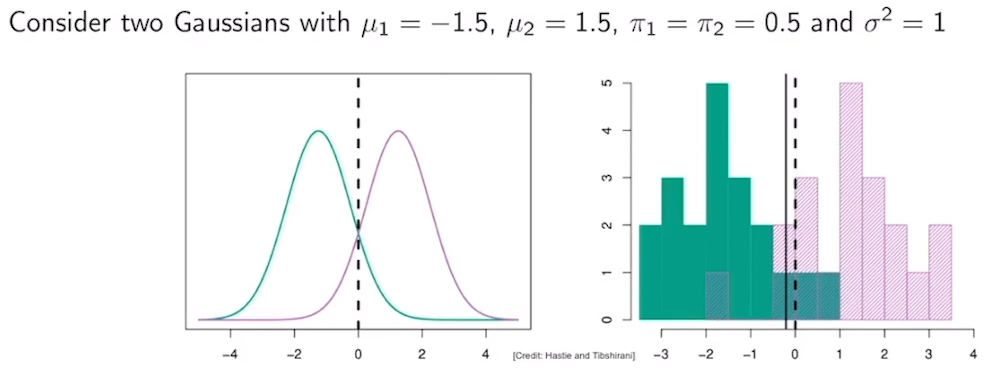 Consider two Gaussians with μ₁ = −1.5, μ₂ = 1.5, π₁ = π₂ = 0.5 and σ² = 1
5
4
3
2
1
0
−4 −2 0 2 4
[Credit: Hastie and Tibshirani]
−3 −2 −1 0 1 2 3 4